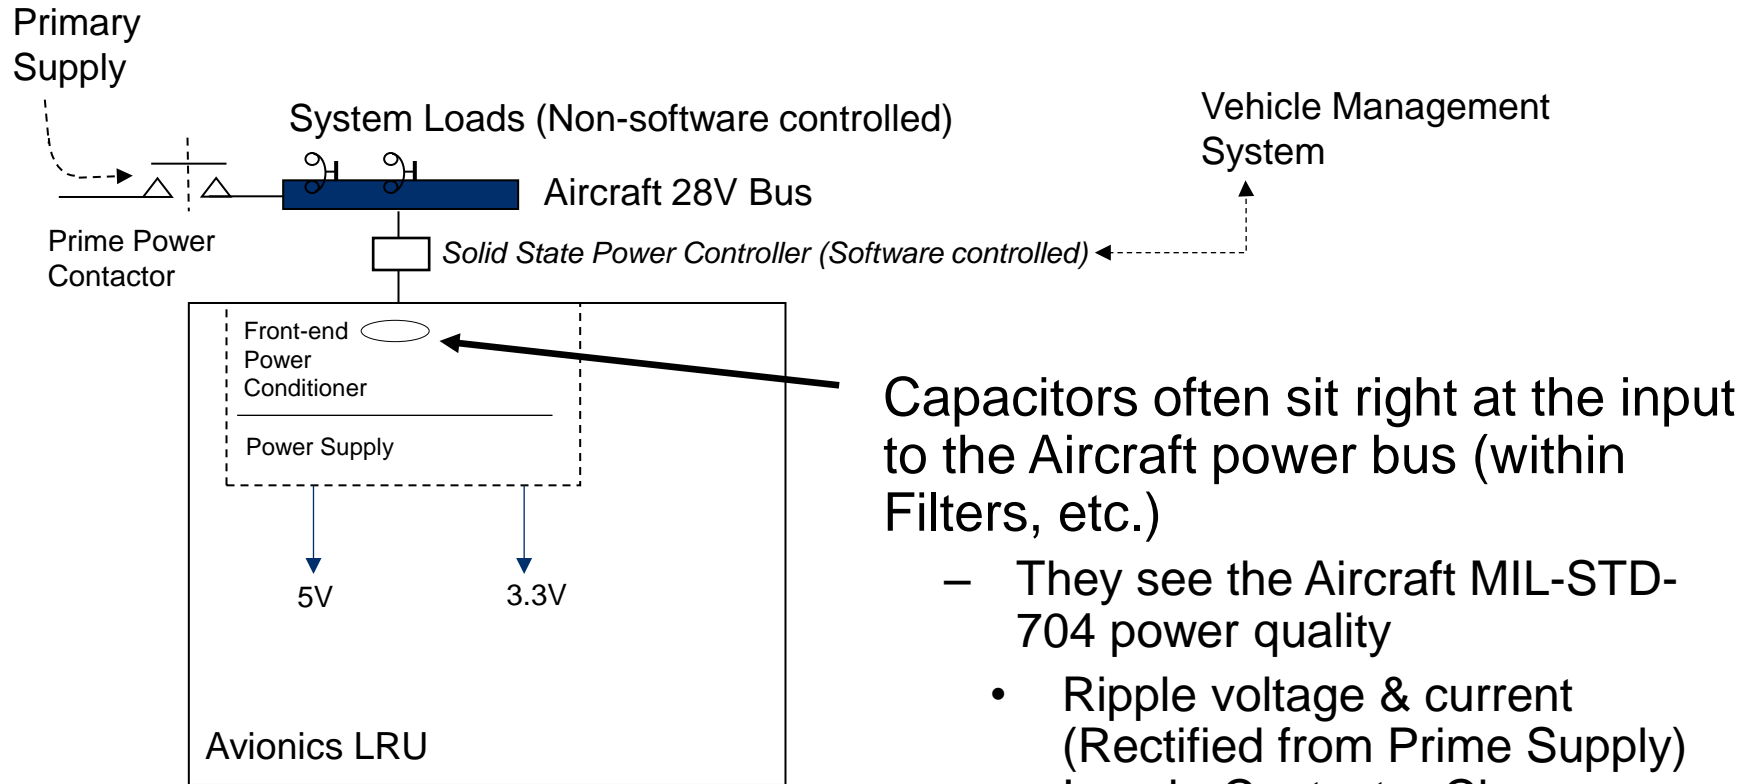 Primary
Supply
System Loads (Non-software controlled)
Vehicle Management
System
Aircraft 28V Bus
Prime Power
Contactor
Solid State Power Controller (Software controlled)
Front-end
Power
Conditioner
Power Supply
5V
3.3V
Avionics LRU
Capacitors often sit right at the input
to the Aircraft power bus (within
Filters, etc.)
– They see the Aircraft MIL-STD-
704 power quality
• Ripple voltage & current
(Rectified from Prime Supply)